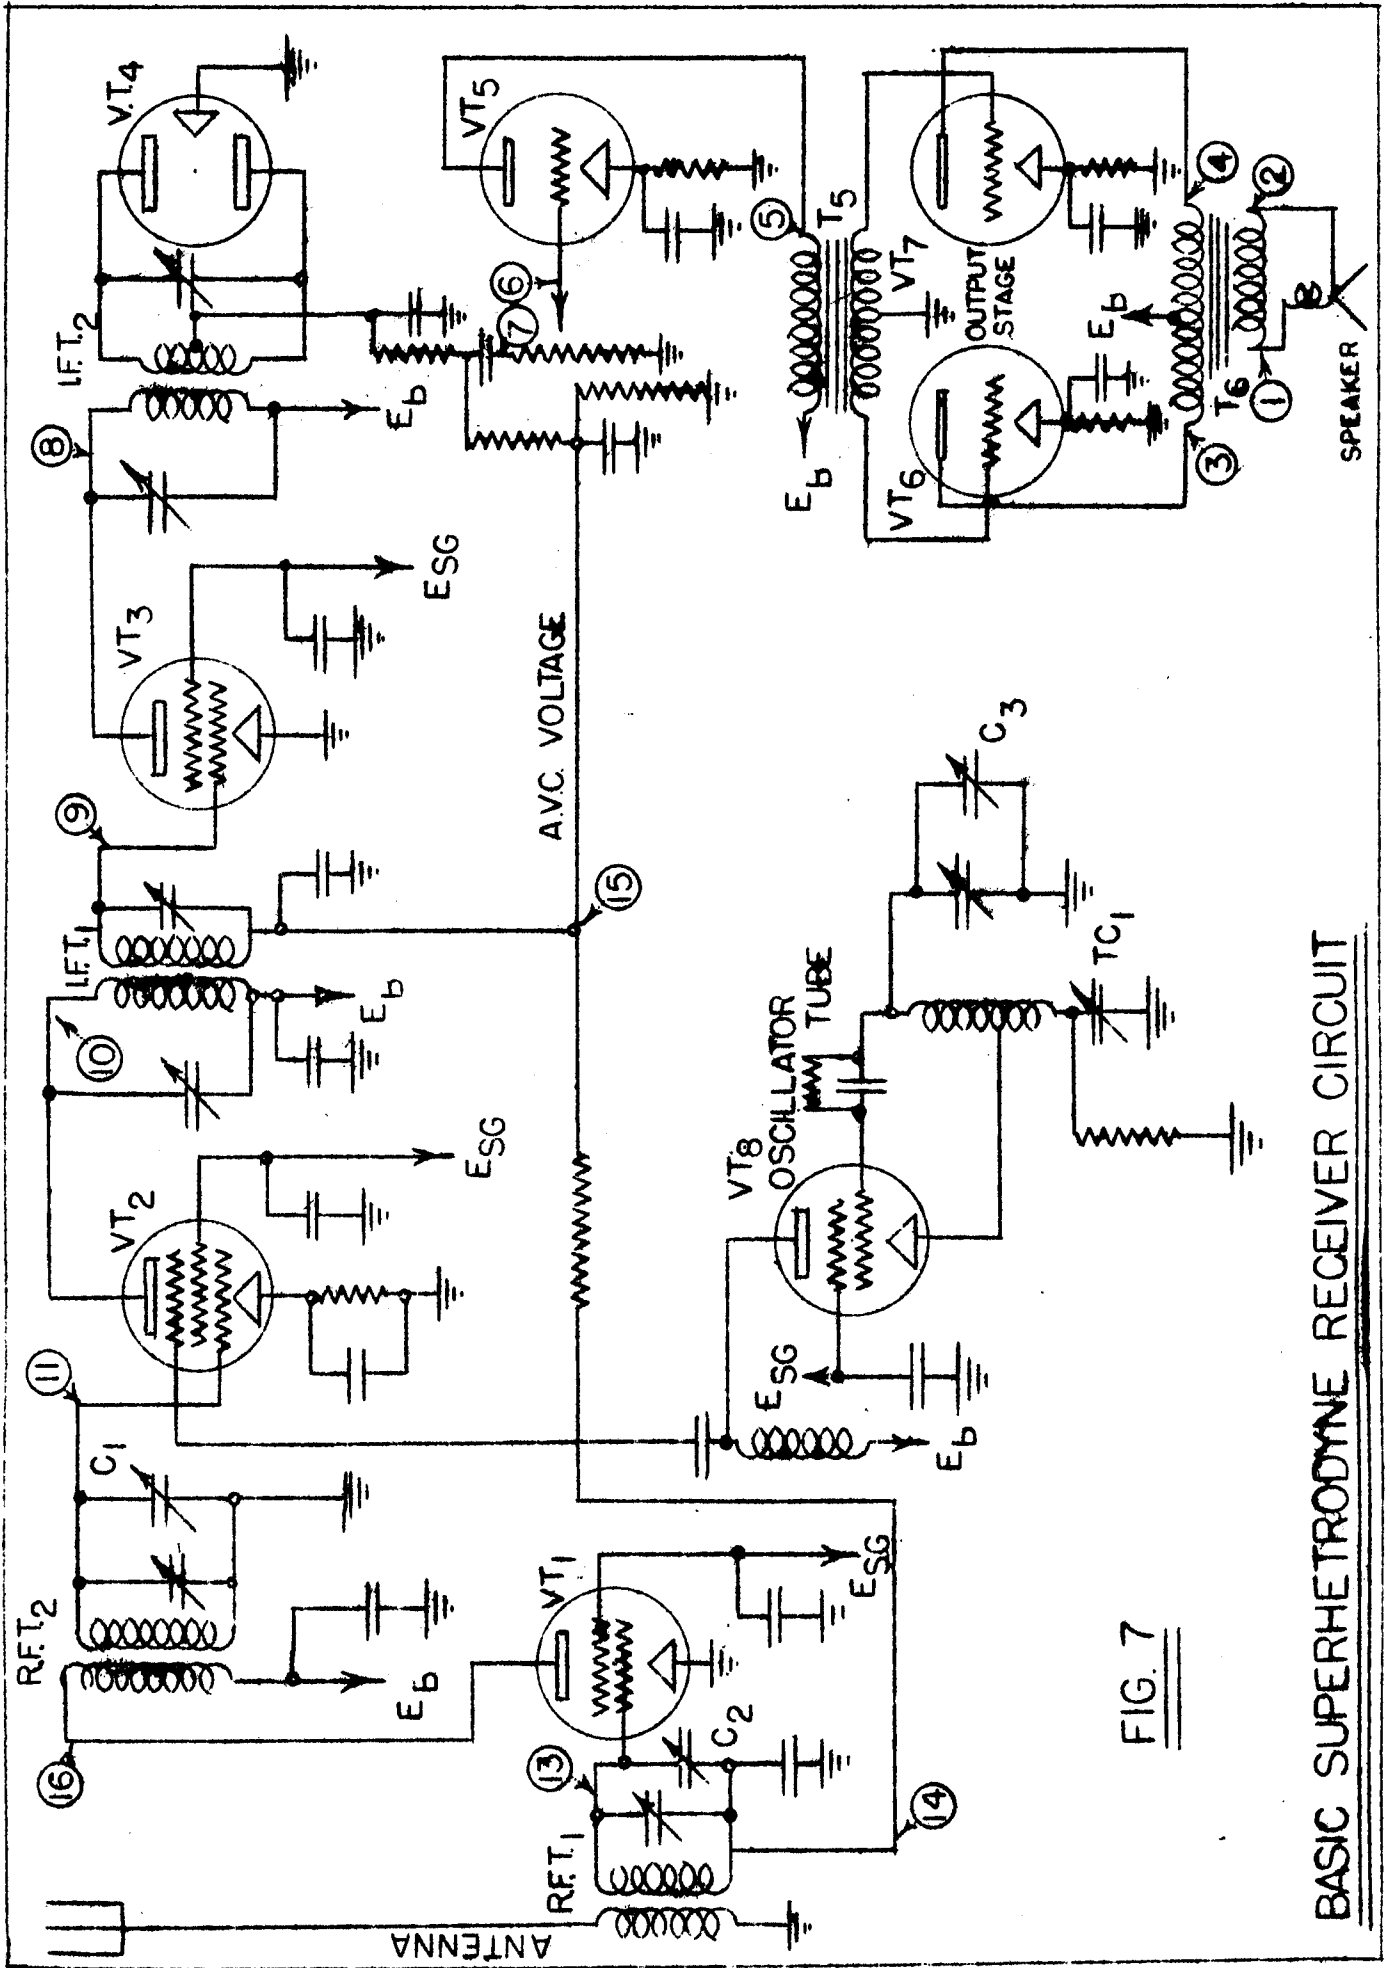 ANTENNA
R.F.T.1
13
C2
14
VT1
ESG
16
R.F.T.2
Eb
C1
11
VT2
ESG
10
I.F.T.1
Eb
9
15
A.V.C. VOLTAGE
VT3
ESG
8
I.F.T.2
Eb
V.T.4
VT5
6
7
5
T5
Eb
VT6
VT7
OUTPUT
STAGE
Eb
4
3
T6
1
2
SPEAKER
VT8
OSCILLATOR
TUBE
ESG
Eb
C3
TC1
FIG. 7
BASIC SUPERHETRODYNE RECEIVER CIRCUIT